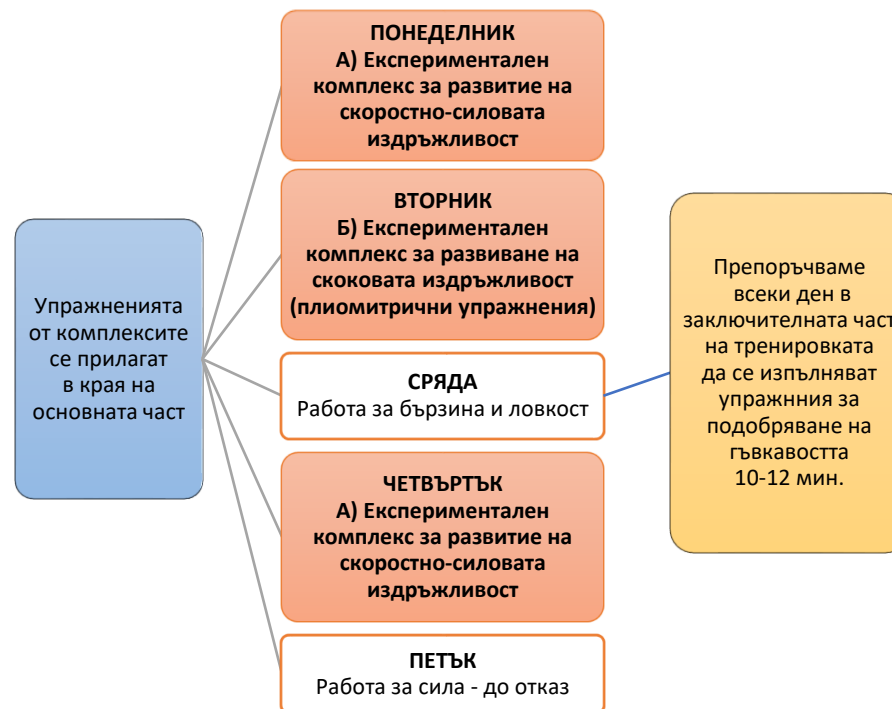 Упражненията
от комплексите
се прилагат
в края на
основната част
ПОНЕДЕЛНИК
А) Експериментален
комплекс за развитие на
скоростно-силовата
издръжливост
ВТОРНИК
Б) Експериментален
комплекс за развиване на
скоковата издръжливост
(плиомитрични упражнения)
СРЯДА
Работа за бързина и ловкост
ЧЕТВЪРТЪК
А) Експериментален
комплекс за развитие на
скоростно-силовата
издръжливост
ПЕТЪК
Работа за сила - до отказ
Препоръчваме
всеки ден в
заключителната част
на тренировката
да се изпълняват
упражнния за
подобряване на
гъвкавостта
10-12 мин.